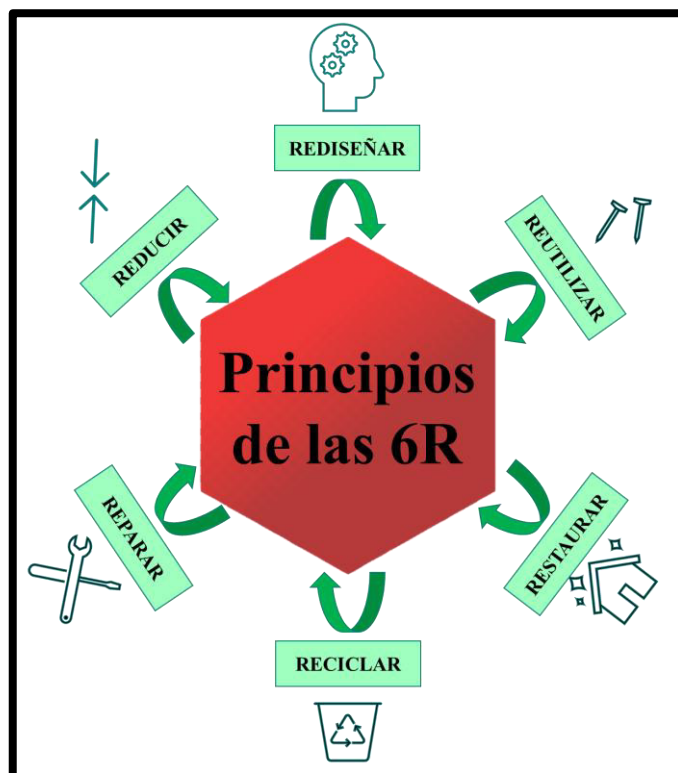 REDISEÑAR
REDUCIR
REUTILIZAR
Principios
de las 6R
REPARAR
RESTAURAR
RECICLAR